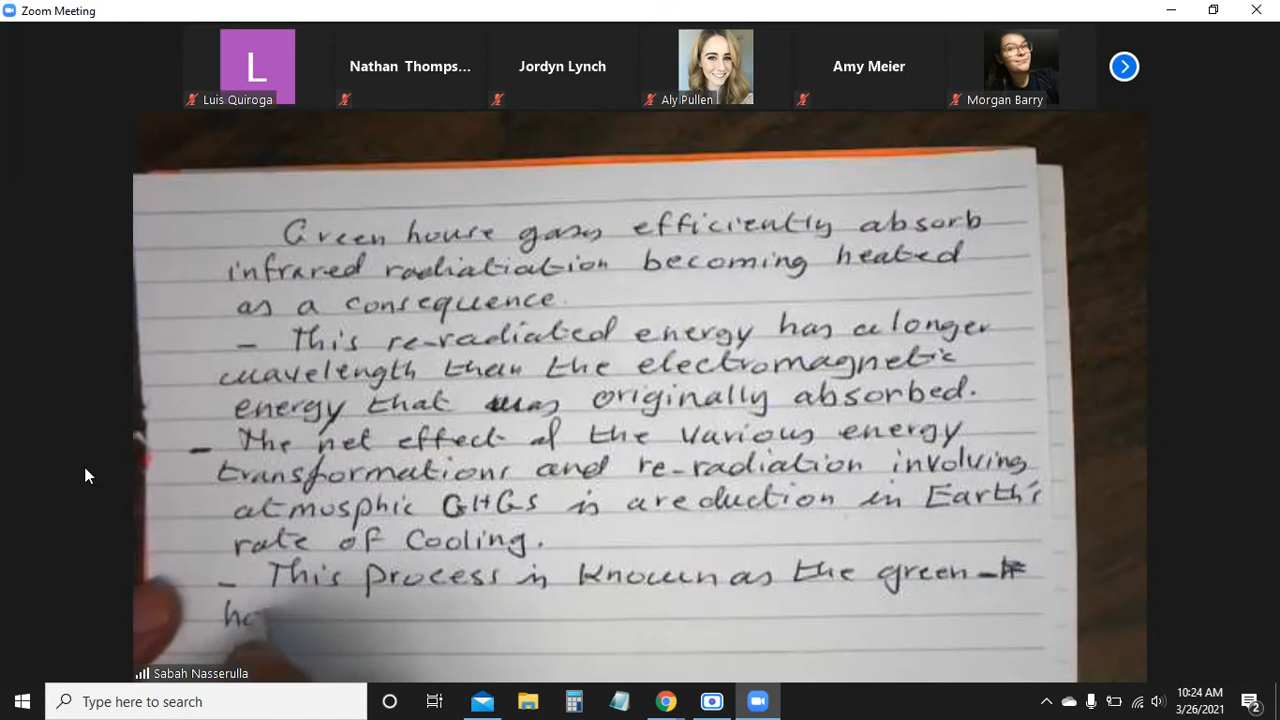 Zoom Meeting
L
Luis Quiroga
Nathan Thomps...
Jordyn Lynch
Aly Pullen
Amy Meier
Morgan Barry
Green house gases efficiently absorb
infrared radiatiation becoming heated
as a consequence.
- This re-radiated energy has a longer
wavelength than the electromagnetic
energy that was originally absorbed.
- The net effect of the various energy
transformations and re-radiation involving
atmosphic GHGs is a reduction in Earth's
rate of Cooling.
- This process is known as the green-
ho
Sabah Nasserulla
Type here to search
10:24 AM
3/26/2021
2